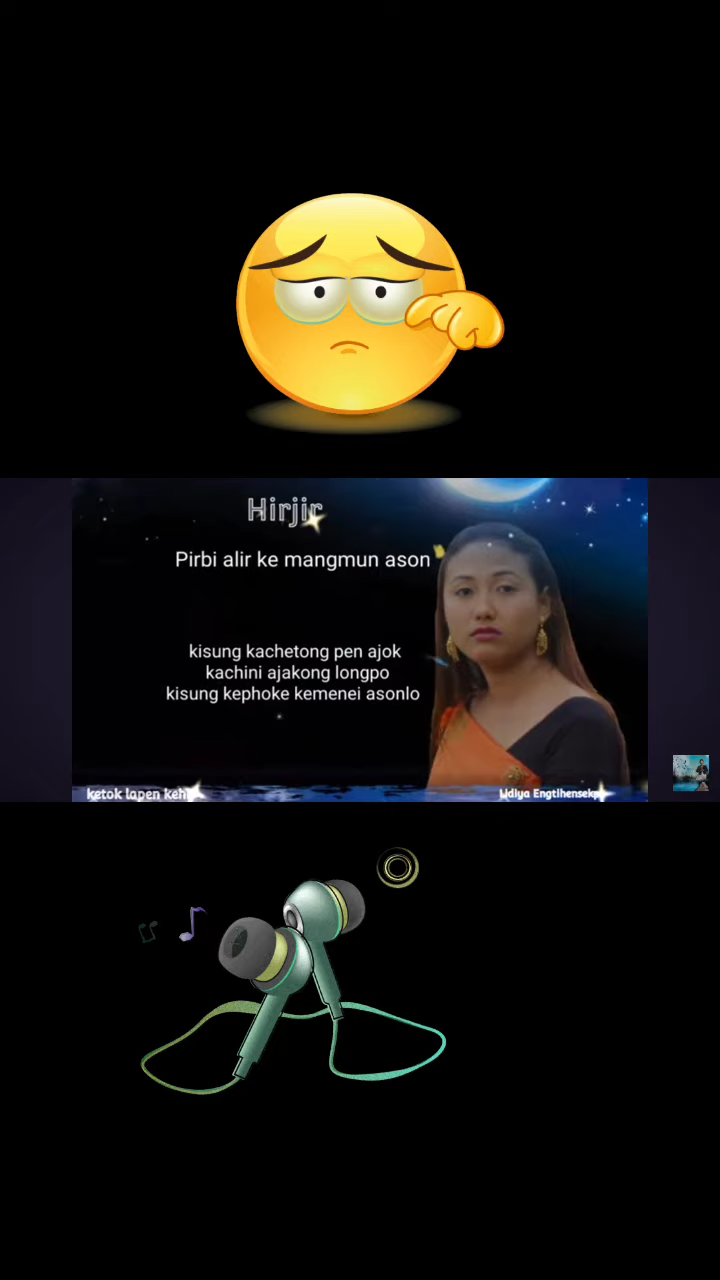 Hirjir
Pirbi alir ke mangmun ason
kisung kachetong pen ajok
kachini ajakong longpo
kisung kephoke kemenei asonlo
ketok lapen
Udiya